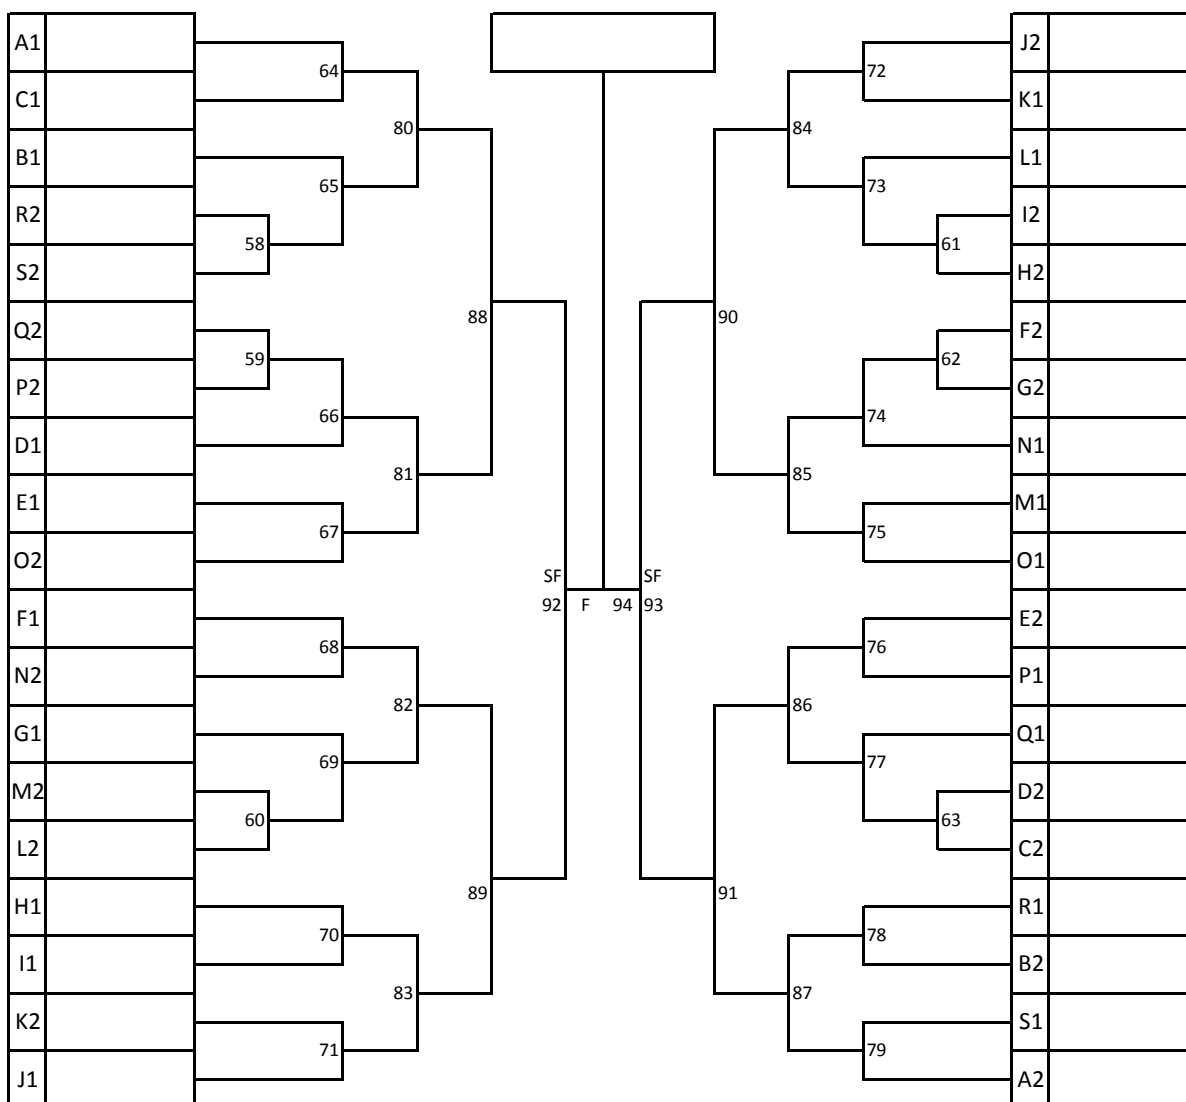 A1 J2
64 72
C1 K1
80 84
B1 L1
65 73
R2 I2
58 61
S2 H2
88 90
Q2 F2
59 62
P2 G2
66 74
D1 N1
81 85
E1 M1
67 75
O2 O1
SF SF
92 F 94 93
F1 E2
68 76
N2 P1
82 86
G1 Q1
69 77
M2 D2
60 63
L2 C2
89 91
H1 R1
70 78
I1 B2
83 87
K2 S1
71 79
J1 A2